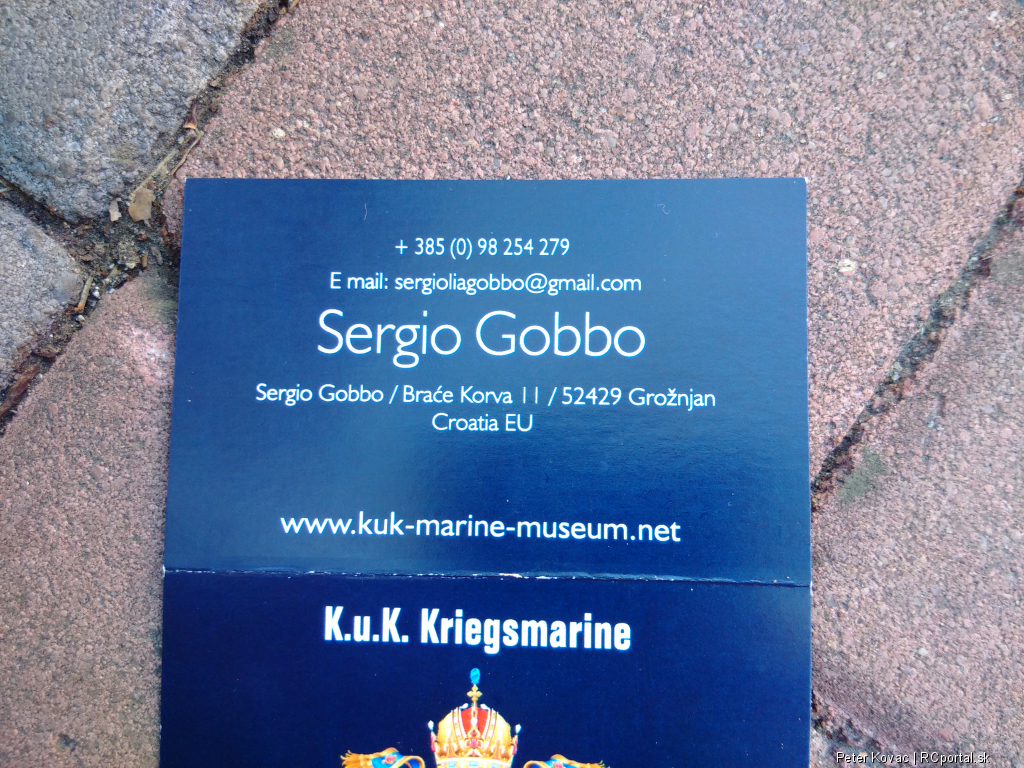 + 385 (0) 98 254 279
E mail: sergioliagobbo@gmail.com
Sergio Gobbo
Sergio Gobbo / Braće Korva 11 / 52429 Grožnjan
Croatia EU
www.kuk-marine-museum.net
K.u.K. Kriegsmarine
Peter Kovac | RCportal.sk